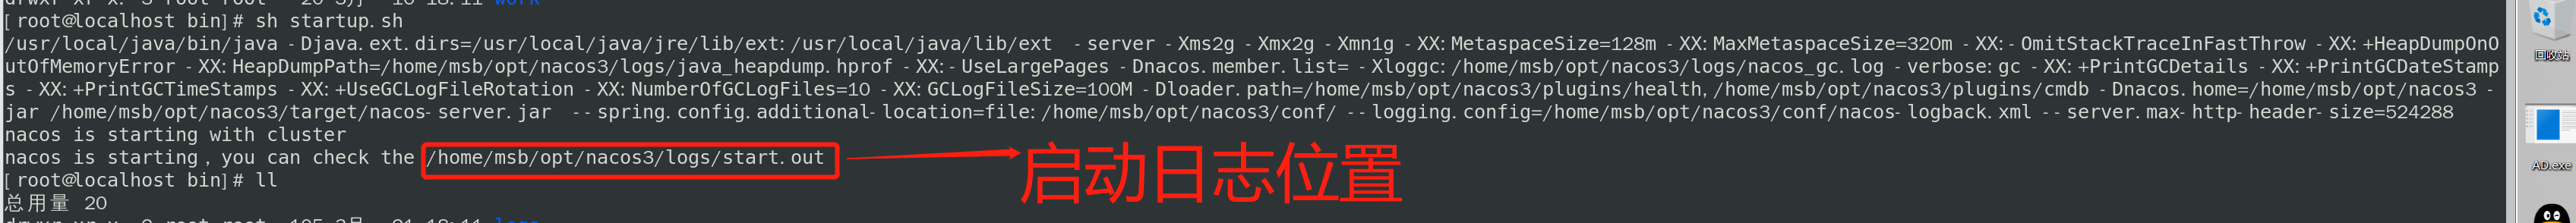 [root@localhost bin]# sh startup.sh
/usr/local/java/bin/java -Djava.ext.dirs=/usr/local/java/jre/lib/ext:/usr/local/java/lib/ext  -server -Xms2g -Xmx2g -Xmn1g -XX:MetaspaceSize=128m -XX:MaxMetaspaceSize=320m -XX:-OmitStackTraceInFastThrow -XX:+HeapDumpOnO
utOfMemoryError -XX:HeapDumpPath=/home/msb/opt/nacos3/logs/java_heapdump.hprof -XX:-UseLargePages -Dnacos.member.list= -Xloggc:/home/msb/opt/nacos3/logs/nacos_gc.log -verbose:gc -XX:+PrintGCDetails -XX:+PrintGCDateStamp
s -XX:+PrintGCTimeStamps -XX:+UseGCLogFileRotation -XX:NumberOfGCLogFiles=10 -XX:GCLogFileSize=100M -Dloader.path=/home/msb/opt/nacos3/plugins/health,/home/msb/opt/nacos3/plugins/cmdb -Dnacos.home=/home/msb/opt/nacos3 -
jar /home/msb/opt/nacos3/target/nacos-server.jar  --spring.config.additional-location=file:/home/msb/opt/nacos3/conf/ --logging.config=/home/msb/opt/nacos3/conf/nacos-logback.xml --server.max-http-header-size=524288
nacos is starting with cluster
nacos is starting，you can check the /home/msb/opt/nacos3/logs/start.out
启动日志位置
[root@localhost bin]# ll
总用量 20
回收站
AD.exe